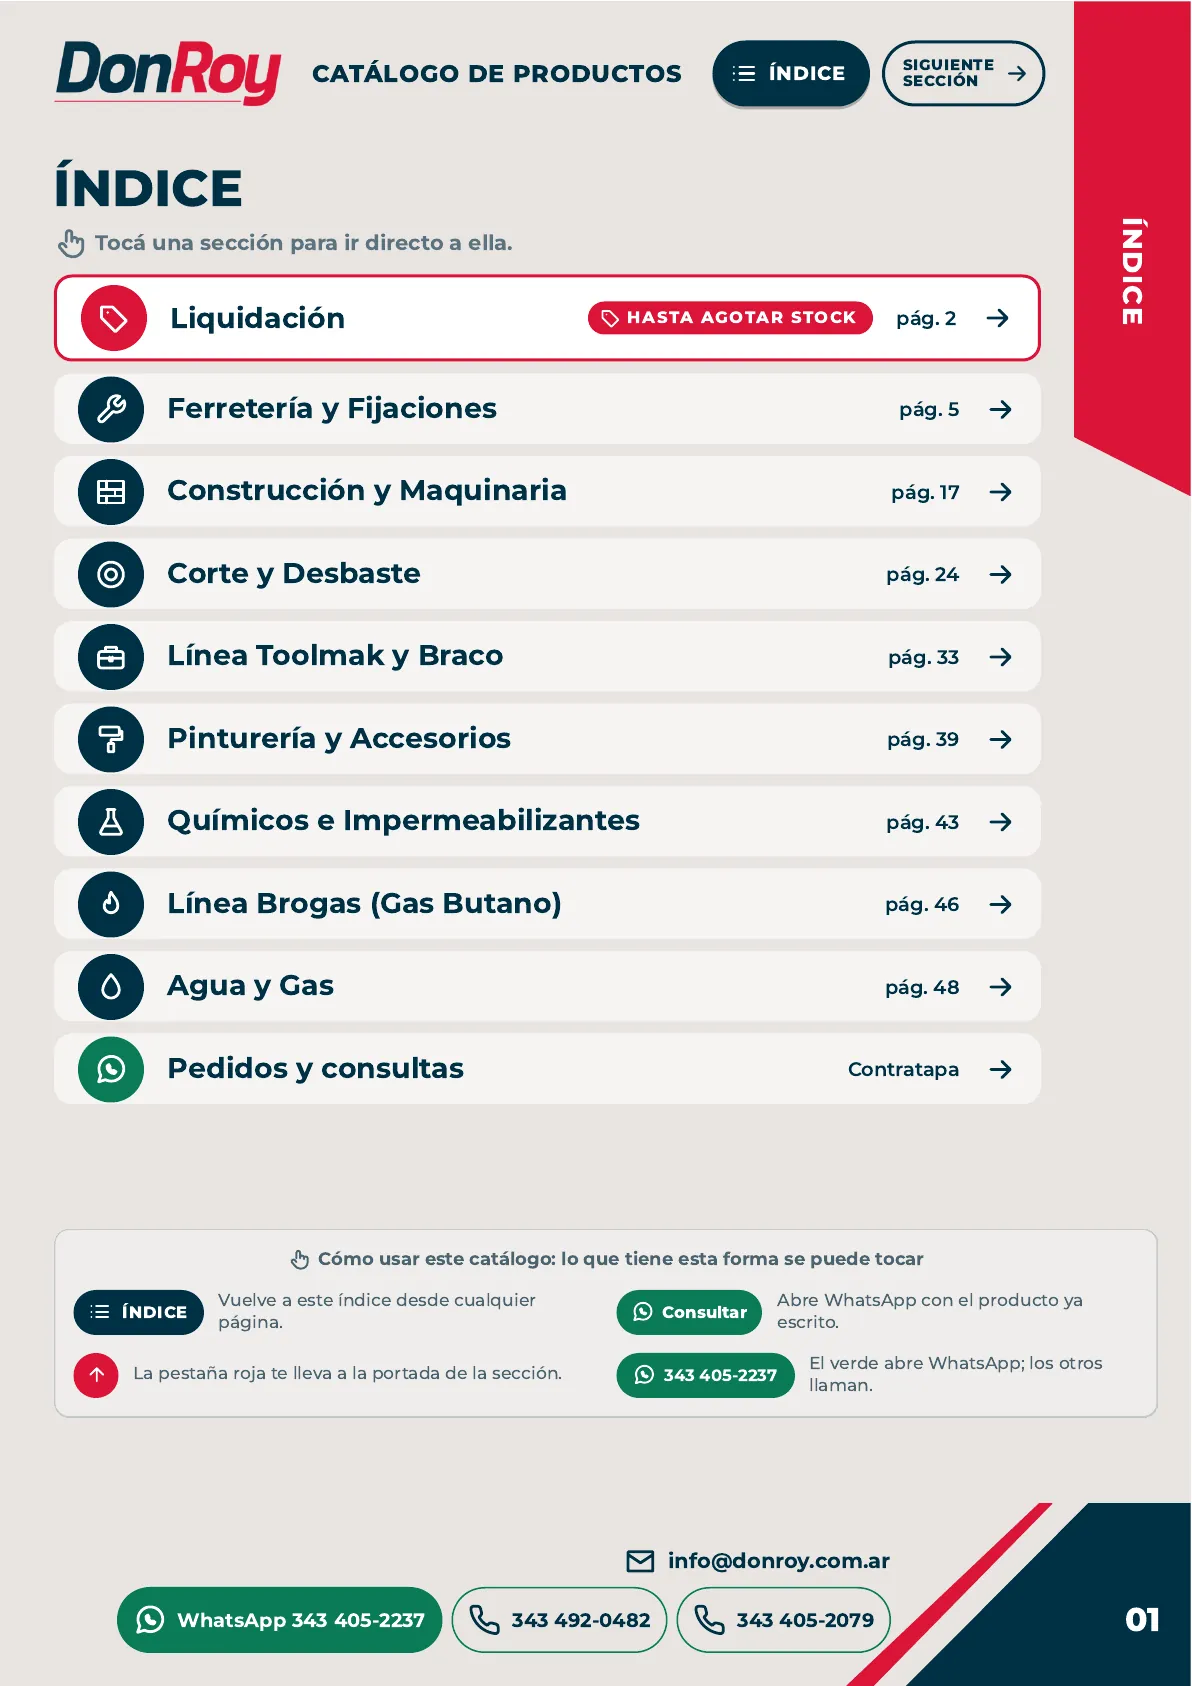 DonRoy
CATÁLOGO DE PRODUCTOS
ÍNDICE
SIGUIENTE
SECCIÓN
ÍNDICE
ÍNDICE
Tocá una sección para ir directo a ella.
Liquidación HASTA AGOTAR STOCK pág. 2
Ferretería y Fijaciones pág. 5
Construcción y Maquinaria pág. 17
Corte y Desbaste pág. 24
Línea Toolmak y Braco pág. 33
Pinturería y Accesorios pág. 39
Químicos e Impermeabilizantes pág. 43
Línea Brogas (Gas Butano) pág. 46
Agua y Gas pág. 48
Pedidos y consultas Contratapa
Cómo usar este catálogo: lo que tiene esta forma se puede tocar
ÍNDICE
Vuelve a este índice desde cualquier
página.
Consultar
Abre WhatsApp con el producto ya
escrito.
La pestaña roja te lleva a la portada de la sección.
343 405-2237
El verde abre WhatsApp; los otros
llaman.
info@donroy.com.ar
WhatsApp 343 405-2237
343 492-0482
343 405-2079
01